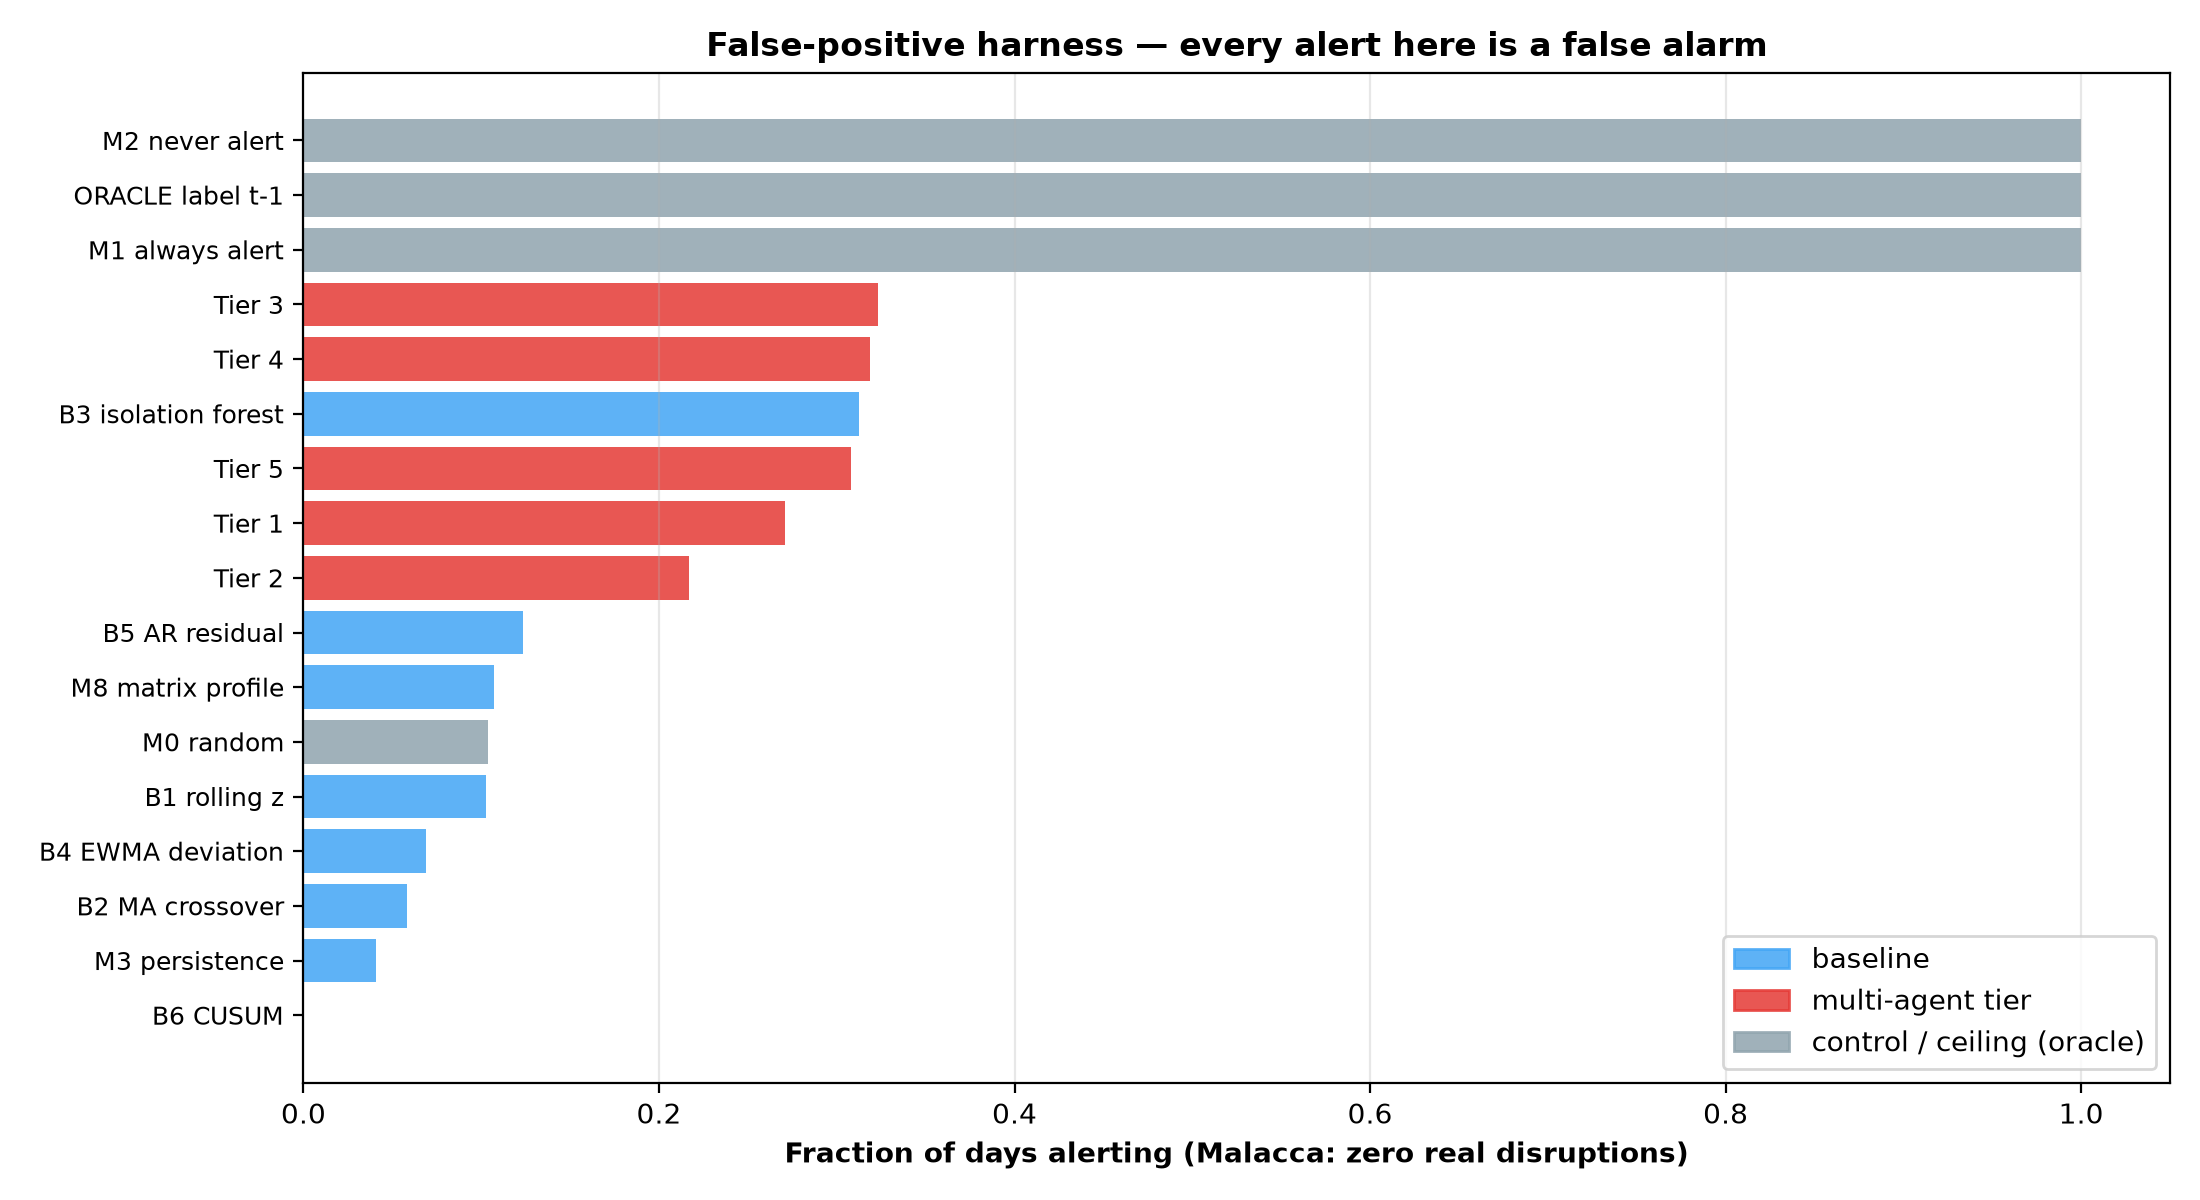 False-positive harness — every alert here is a false alarm
M2 never alert
ORACLE label t-1
M1 always alert
Tier 3
Tier 4
B3 isolation forest
Tier 5
Tier 1
Tier 2
B5 AR residual
M8 matrix profile
M0 random
B1 rolling z
B4 EWMA deviation
B2 MA crossover
M3 persistence
B6 CUSUM
baseline
multi-agent tier
control / ceiling (oracle)
0.0 0.2 0.4 0.6 0.8 1.0
Fraction of days alerting (Malacca: zero real disruptions)